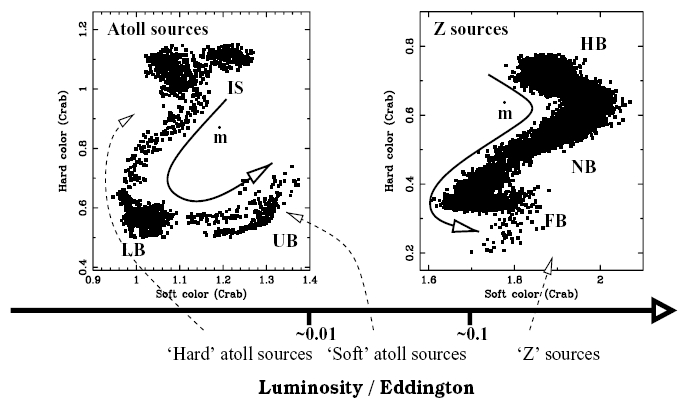 Atoll sources
Hard color (Crab)
0.4 0.6 0.8 1 1.2
IS
ṁ
LB
UB
0.9 1 1.1 1.2 1.3 1.4
Soft color (Crab)
Z sources
Hard color (Crab)
0.2 0.4 0.6 0.8
HB
ṁ
NB
FB
1.6 1.8 2
Soft color (Crab)
~0.01
~0.1
‘Hard’ atoll sources
‘Soft’ atoll sources
‘Z’ sources
Luminosity / Eddington